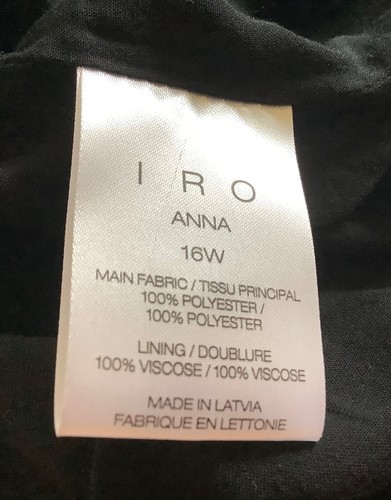 IRO
ANNA
16W
MAIN FABRIC / TISSU PRINCIPAL
100% POLYESTER /
100% POLYESTER
LINING / DOUBLURE
100% VISCOSE / 100% VISCOSE
MADE IN LATVIA
FABRIQUE EN LETTONIE